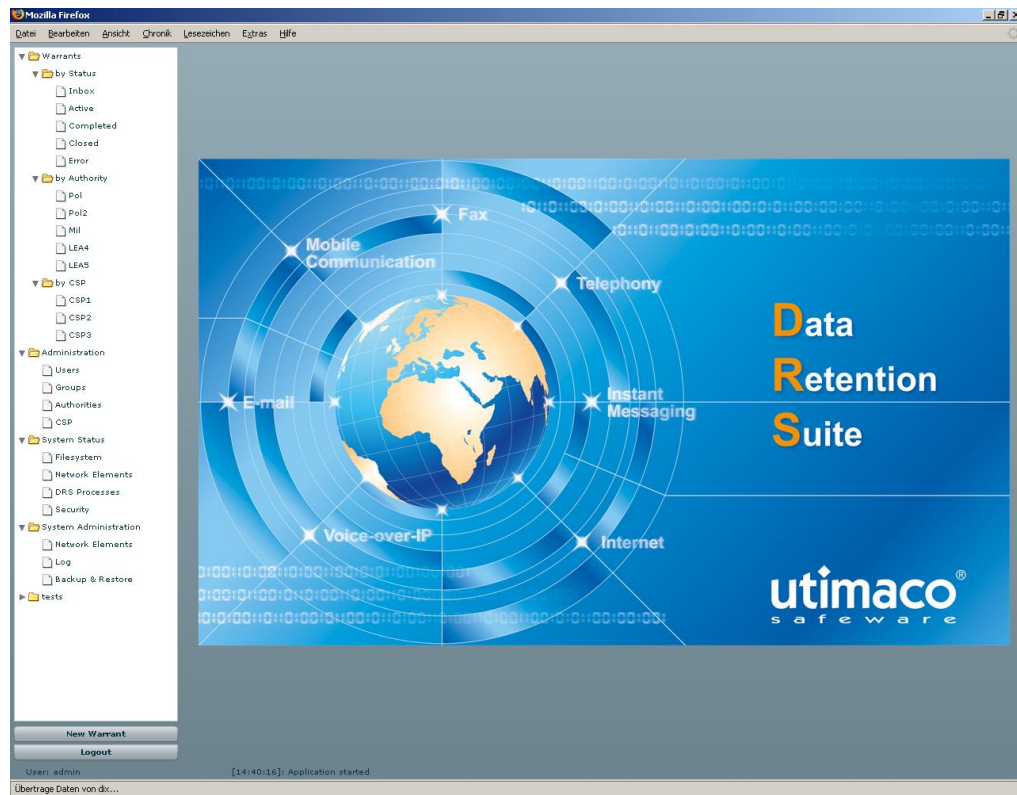 Mozilla Firefox
Datei Bearbeiten Ansicht Chronik Lesezeichen Extras Hilfe
Warrants
by Status
Inbox
Active
Completed
Closed
Error
by Authority
Pol
Pol2
Mil
LEA4
LEA5
by CSP
CSP1
CSP2
CSP3
Administration
Users
Groups
Authorities
CSP
System Status
Filesystem
Network Elements
DRS Processes
Security
System Administration
Network Elements
Log
Backup & Restore
tests
New Warrant
Logout
User: admin
[14:40:16]: Application started
Übertrage Daten von dix...
Fax
Mobile
Communication
Telephony
E-mail
Instant
Messaging
Voice-over-IP
Internet
Data
Retention
Suite
utimaco®
safeware